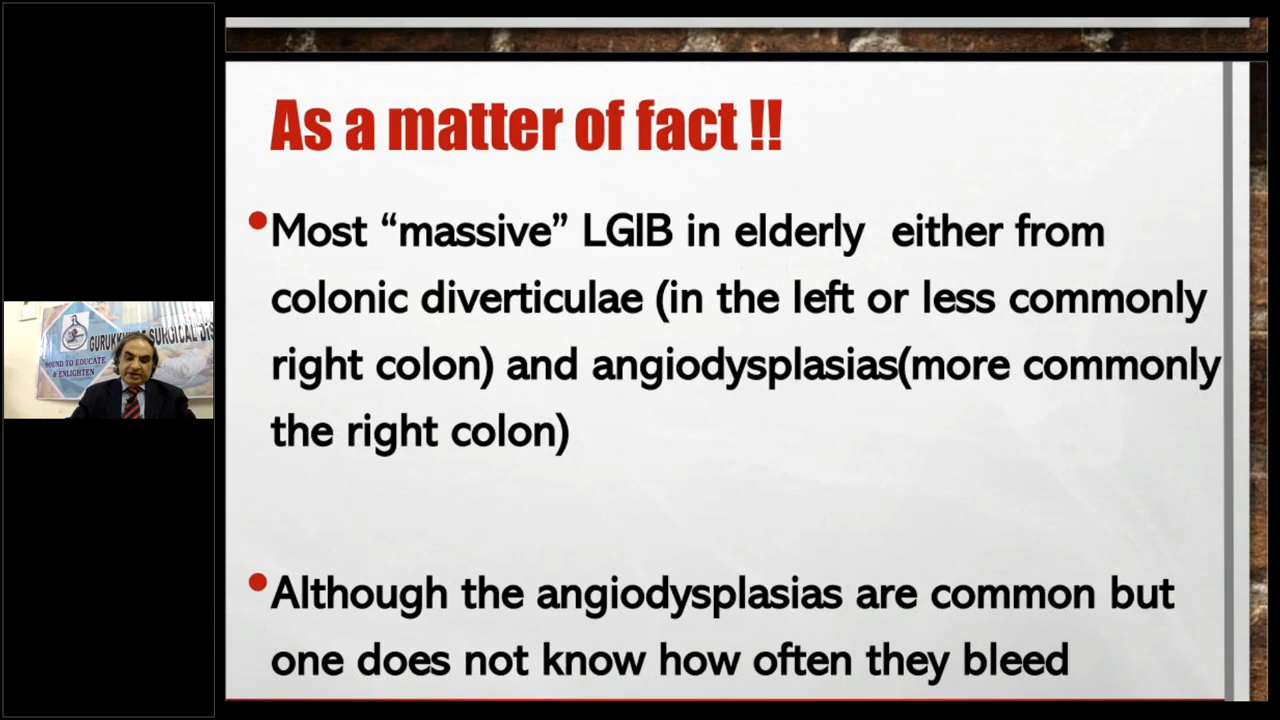 As a matter of fact !!
•Most “massive” LGIB in elderly either from
colonic diverticulae (in the left or less commonly
right colon) and angiodysplasias(more commonly
the right colon)
•Although the angiodysplasias are common but
one does not know how often they bleed
SURGICAL
BOUND TO EDUCATE
& ENLIGHTEN